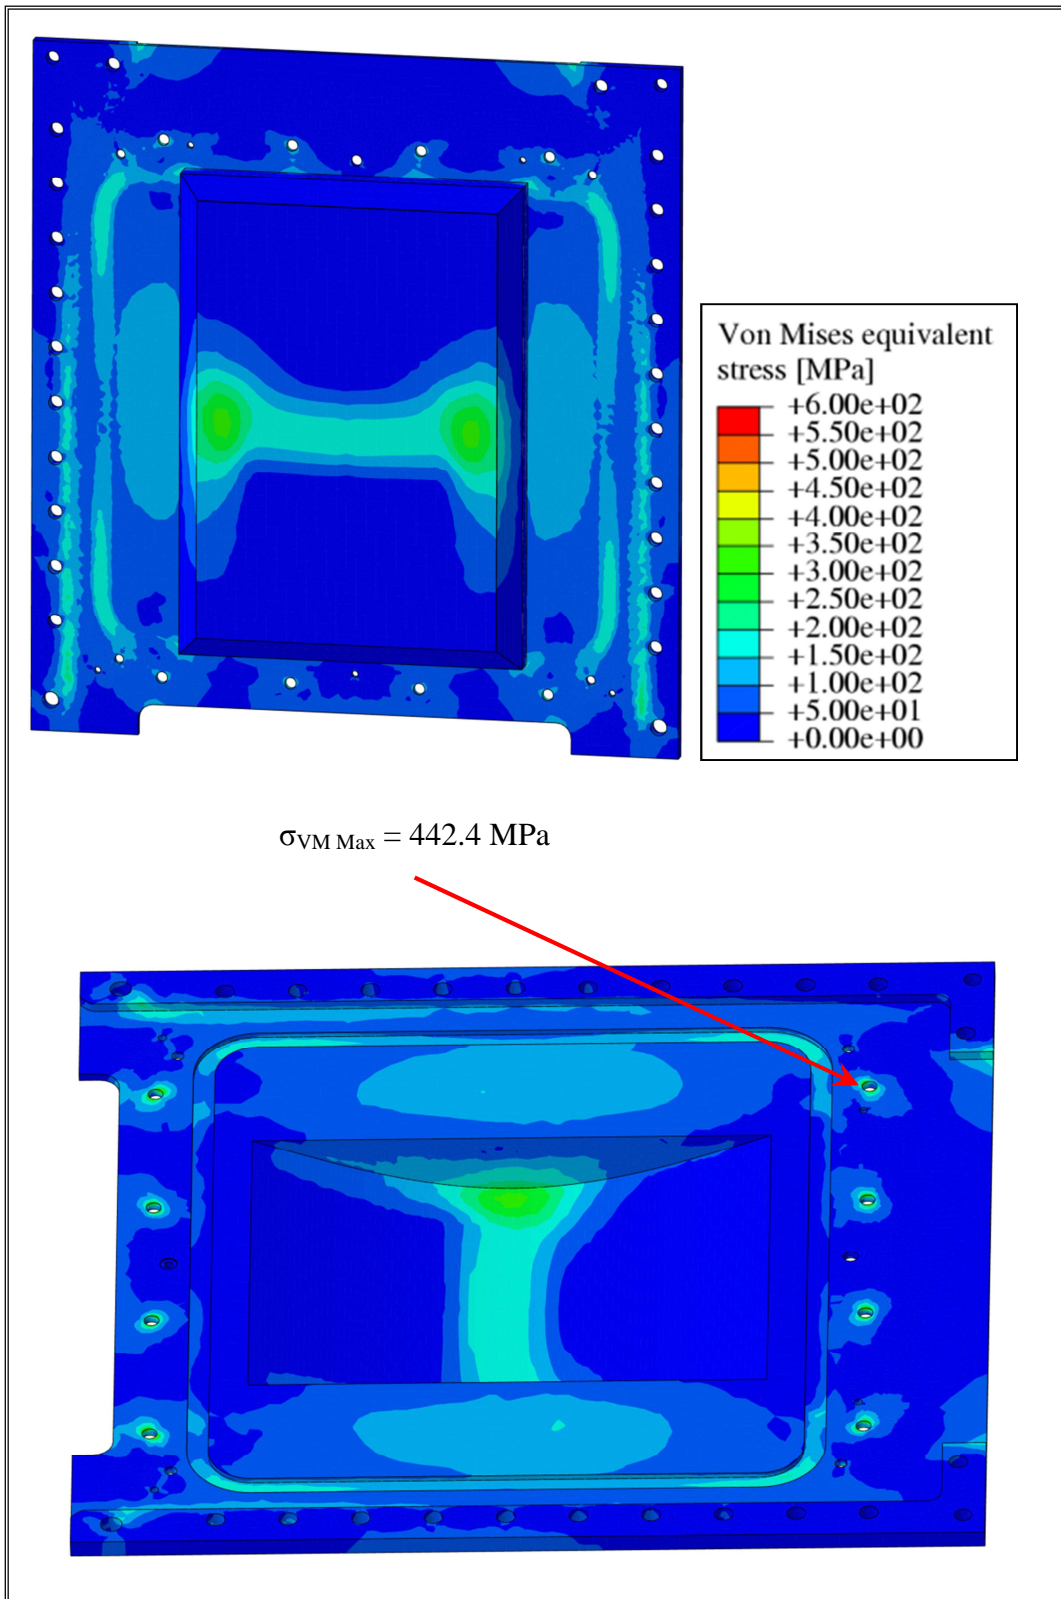 Von Mises equivalent
stress [MPa]
+6.00e+02
+5.50e+02
+5.00e+02
+4.50e+02
+4.00e+02
+3.50e+02
+3.00e+02
+2.50e+02
+2.00e+02
+1.50e+02
+1.00e+02
+5.00e+01
+0.00e+00
σVM Max = 442.4 MPa